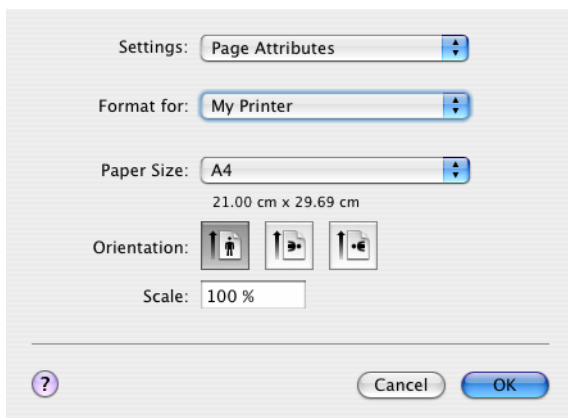 Settings: Page Attributes
Format for: My Printer
Paper Size: A4
21.00 cm x 29.69 cm
Orientation:
Scale: 100 %
? Cancel OK